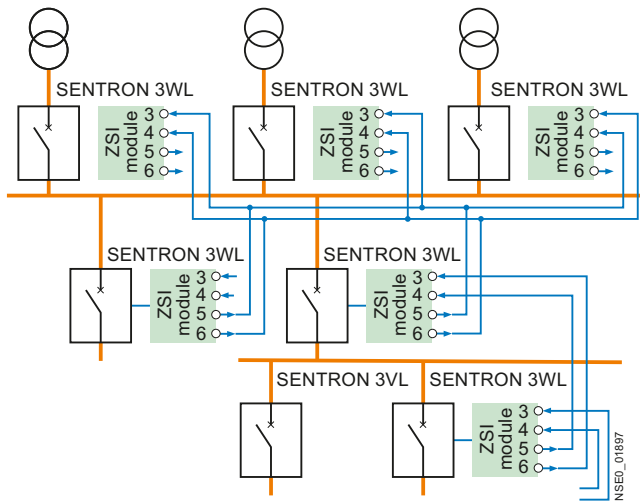 SENTRON 3WL SENTRON 3WL SENTRON 3WL
ZSI module 3 4 5 6
ZSI module 3 4 5 6
ZSI module 3 4 5 6
SENTRON 3WL SENTRON 3WL
ZSI module 3 4 5 6
ZSI module 3 4 5 6
SENTRON 3VL SENTRON 3WL
ZSI module 3 4 5 6
NSE0_01897